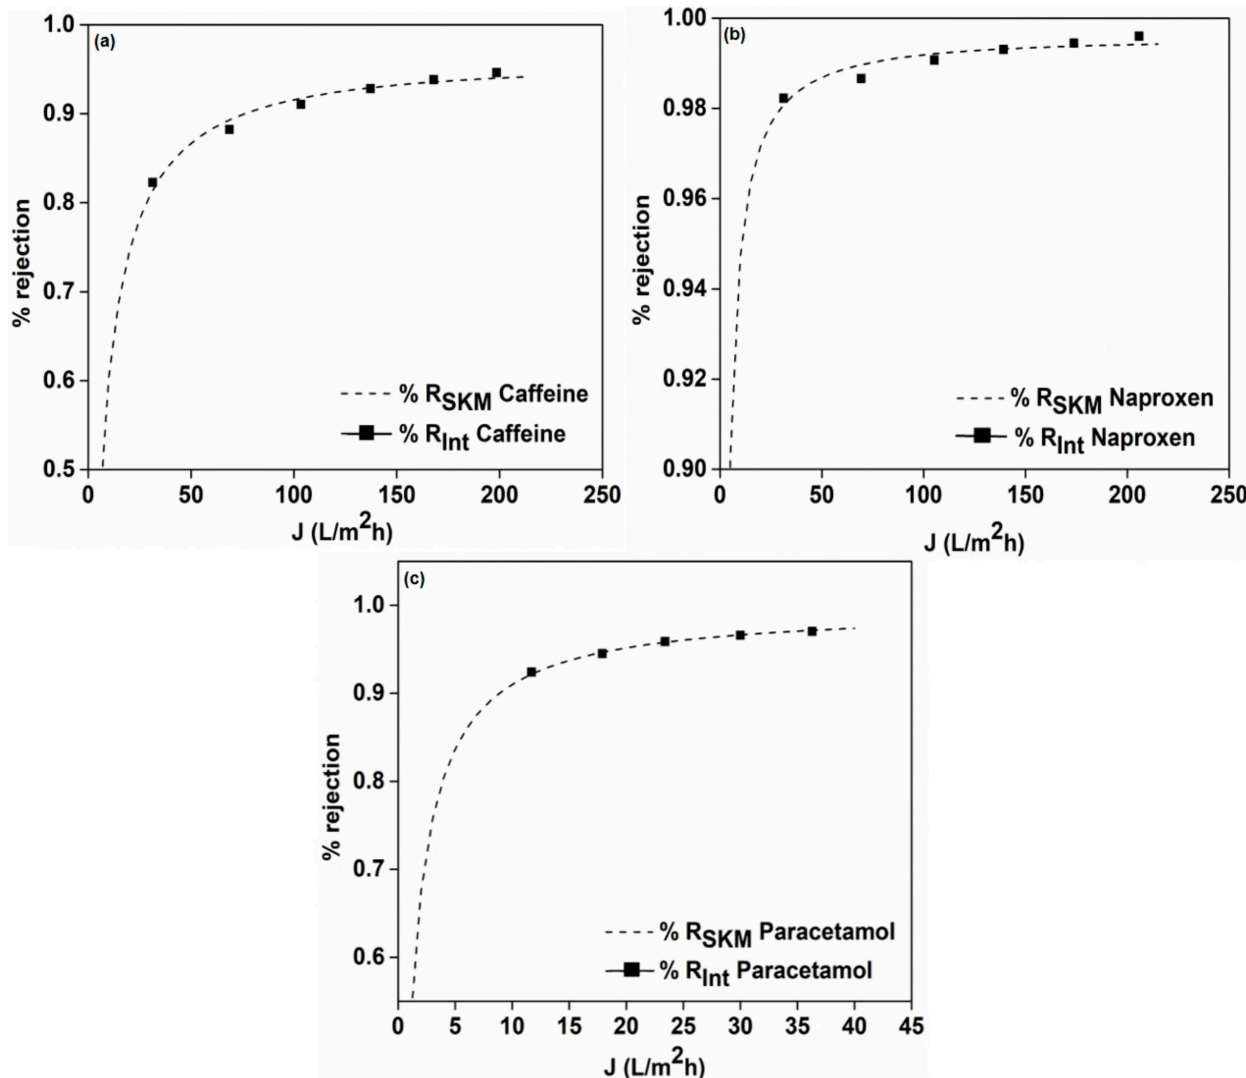 (a)
1.0
0.9
0.8
0.7
0.6
0.5
% rejection
% RSKM Caffeine
% RInt Caffeine
0 50 100 150 200 250
J (L/m2h)
(b)
1.00
0.98
0.96
0.94
0.92
0.90
% rejection
% RSKM Naproxen
% RInt Naproxen
0 50 100 150 200 250
J (L/m2h)
(c)
1.0
0.9
0.8
0.7
0.6
% rejection
% RSKM Paracetamol
% RInt Paracetamol
0 5 10 15 20 25 30 35 40 45
J (L/m2h)